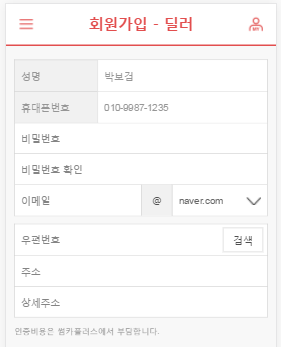 회원가입 - 딜러
성명 박보검
휴대폰번호 010-9987-1235
비밀번호
비밀번호 확인
이메일 @ naver.com
우편번호 검색
주소
상세주소
인증비용은 썸카플러스에서 부담합니다.